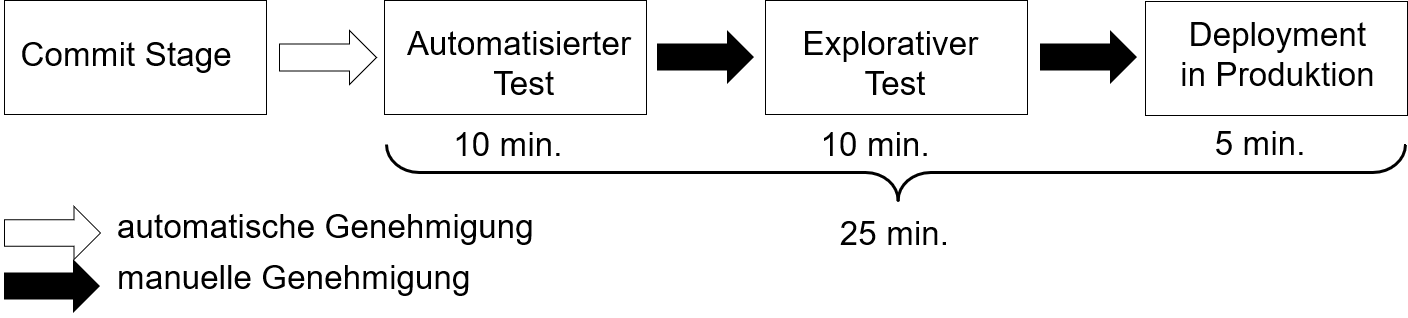 Commit Stage
Automatisierter
Test
Explorativer
Test
Deployment
in Produktion
10 min.
10 min.
5 min.
25 min.
automatische Genehmigung
manuelle Genehmigung